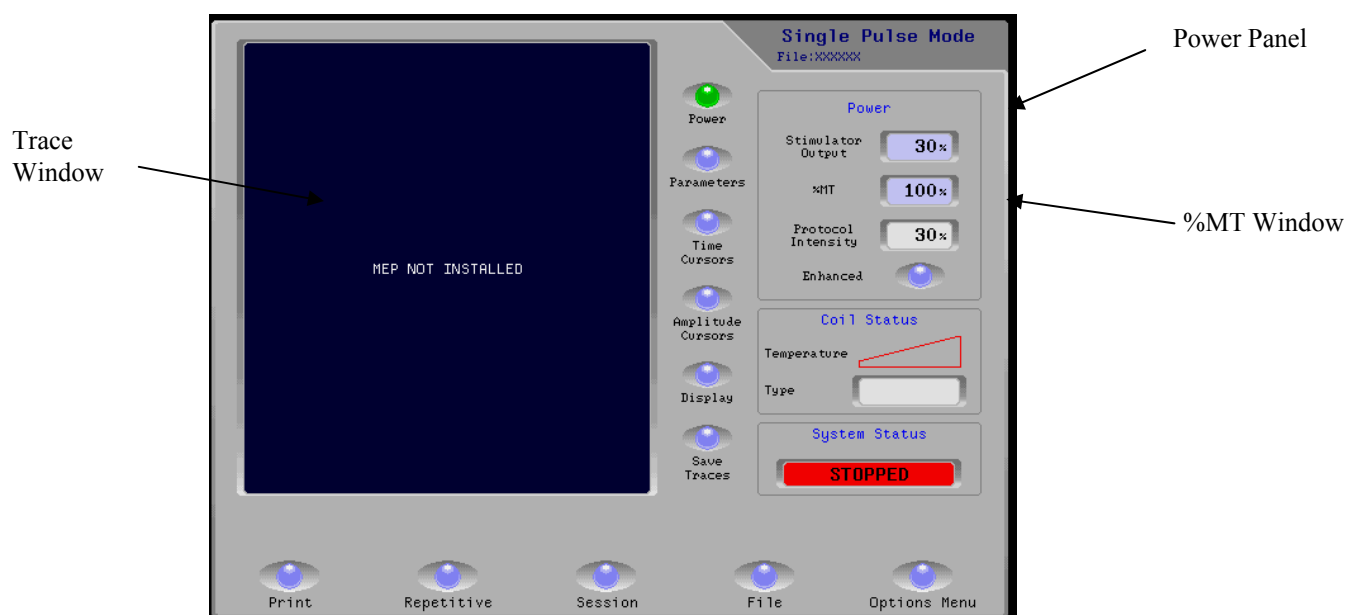 Single Pulse Mode
File:XXXXXX
Power Panel
Trace
Window
%MT Window
MEP NOT INSTALLED
Power
Parameters
Time
Cursors
Amplitude
Cursors
Display
Save
Traces
Power
Stimulator
Output
30%
%MT
100%
Protocol
Intensity
30%
Enhanced
Coil Status
Temperature
Type
System Status
STOPPED
Print
Repetitive
Session
File
Options Menu